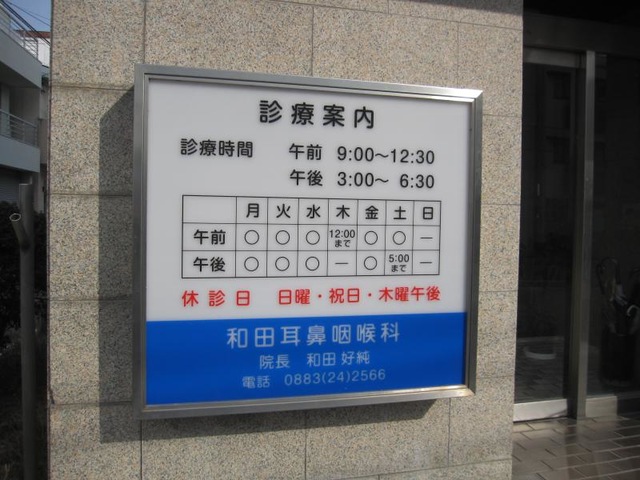 診療案内
診療時間 午前 9:00〜12:30
午後 3:00〜 6:30
月 火 水 木 金 土 日
午前 ○ ○ ○ 12:00まで ○ ○ —
午後 ○ ○ ○ — ○ 5:00まで —
休診日 日曜・祝日・木曜午後
和田耳鼻咽喉科
院長 和田 好純
電話 0883(24)2566